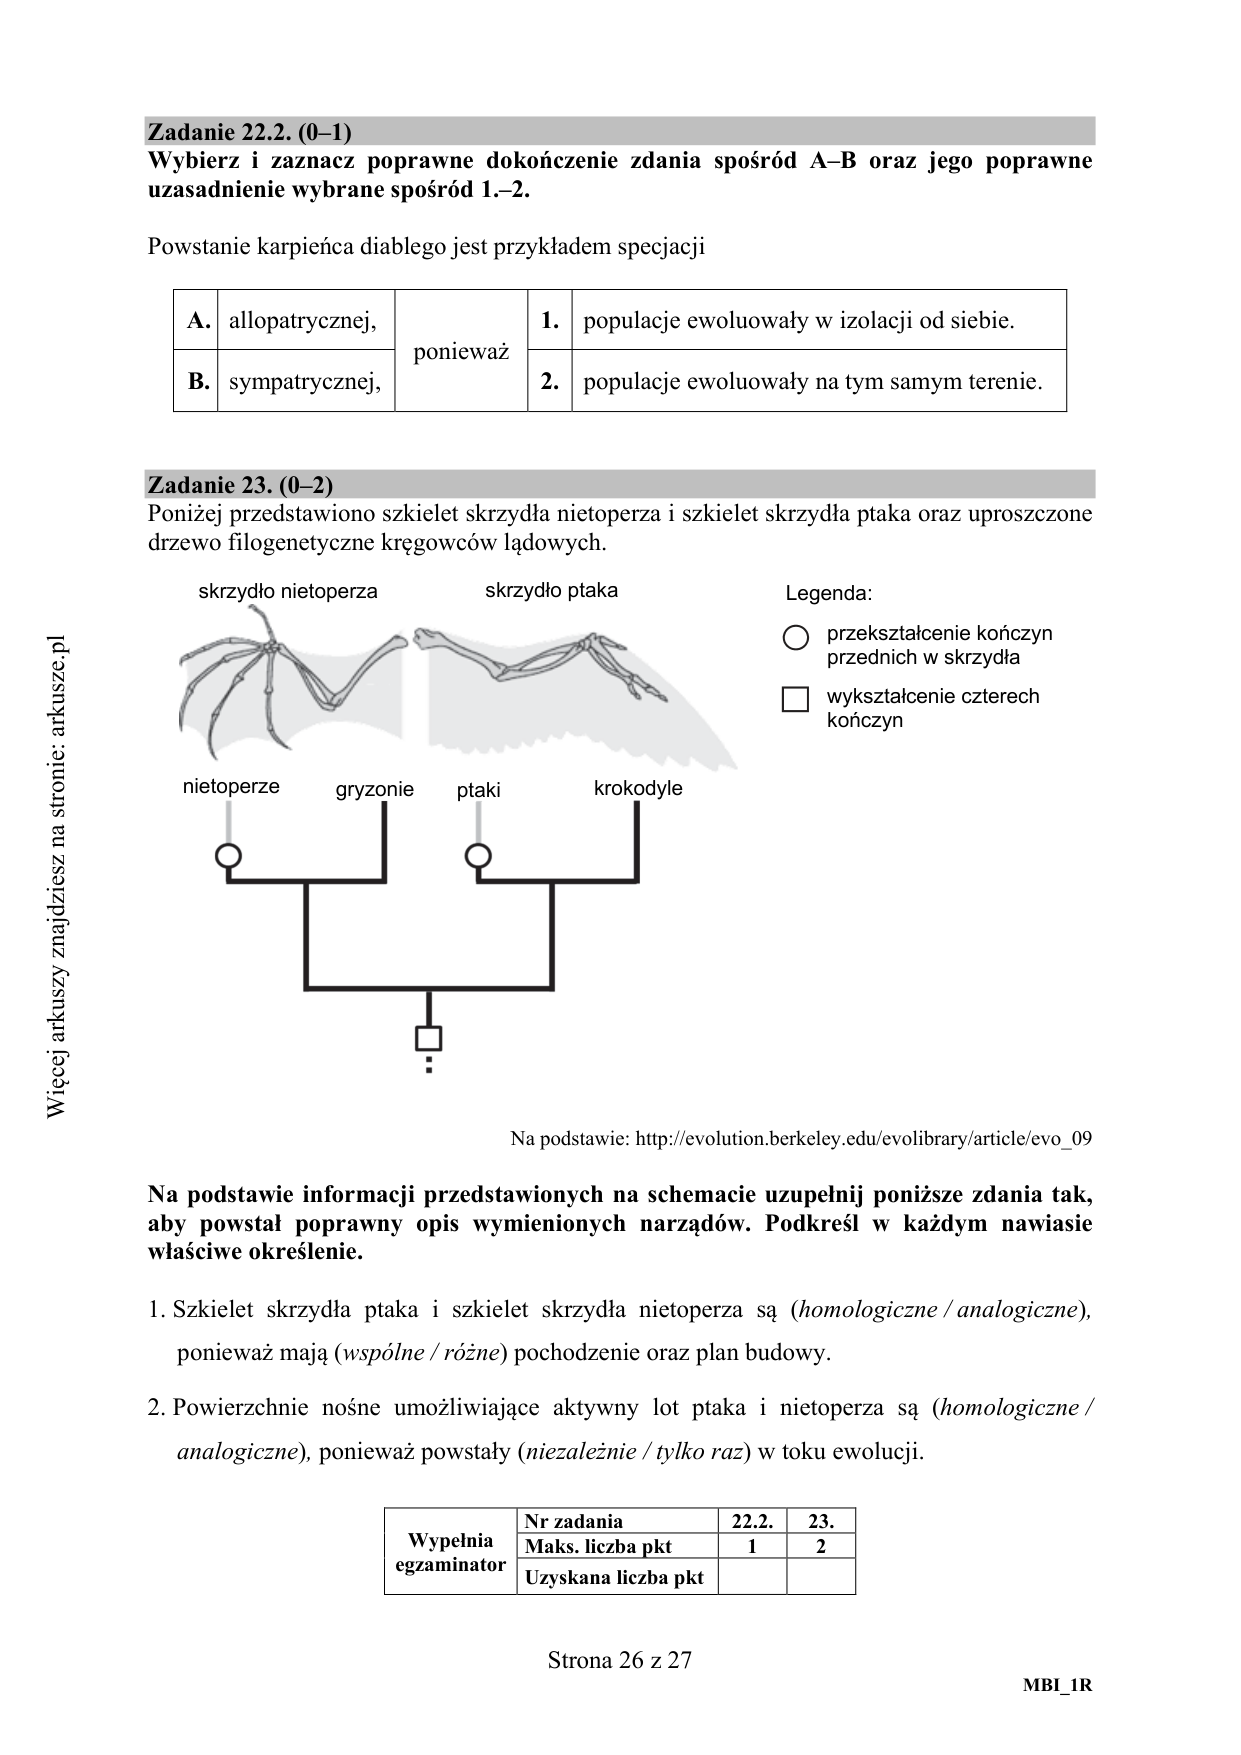 Zadanie 22.2. (0–1)
Wybierz i zaznacz poprawne dokończenie zdania spośród A–B oraz jego poprawne
uzasadnienie wybrane spośród 1.–2.
Powstanie karpieńca diablego jest przykładem specjacji
A. allopatrycznej, ponieważ 1. populacje ewoluowały w izolacji od siebie.
B. sympatrycznej, 2. populacje ewoluowały na tym samym terenie.
Zadanie 23. (0–2)
Poniżej przedstawiono szkielet skrzydła nietoperza i szkielet skrzydła ptaka oraz uproszczone
drzewo filogenetyczne kręgowców lądowych.
skrzydło nietoperza skrzydło ptaka
Legenda:
przekształcenie kończyn
przednich w skrzydła
wykształcenie czterech
kończyn
nietoperze gryzonie ptaki krokodyle
Na podstawie: http://evolution.berkeley.edu/evolibrary/article/evo_09
Na podstawie informacji przedstawionych na schemacie uzupełnij poniższe zdania tak,
aby powstał poprawny opis wymienionych narządów. Podkreśl w każdym nawiasie
właściwe określenie.
1. Szkielet skrzydła ptaka i szkielet skrzydła nietoperza są (homologiczne / analogiczne),
ponieważ mają (wspólne / różne) pochodzenie oraz plan budowy.
2. Powierzchnie nośne umożliwiające aktywny lot ptaka i nietoperza są (homologiczne /
analogiczne), ponieważ powstały (niezależnie / tylko raz) w toku ewolucji.
Wypełnia
egzaminator
Nr zadania 22.2. 23.
Maks. liczba pkt 1 2
Uzyskana liczba pkt
Strona 26 z 27
MBI_1R
Więcej arkuszy znajdziesz na stronie: arkusze.pl